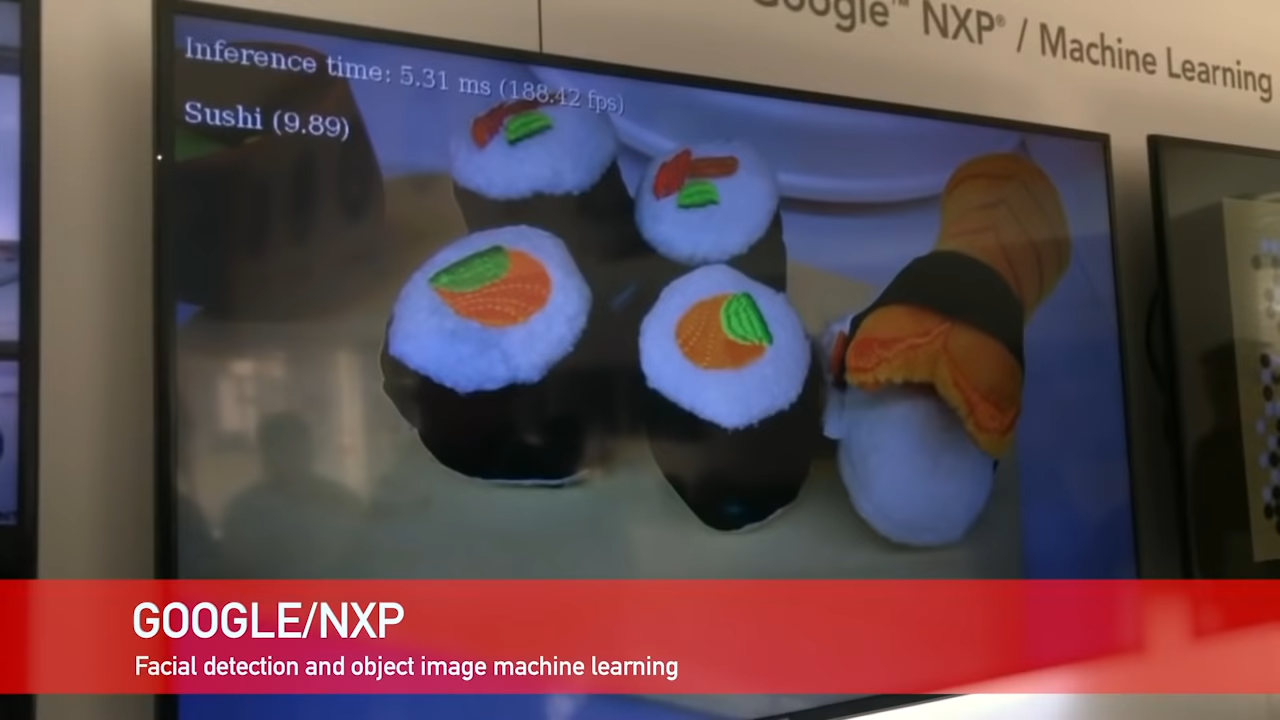 Google™ NXP® / Machine Learning
Inference time: 5.31 ms (188.42 fps)
Sushi (9.89)
GOOGLE/NXP
Facial detection and object image machine learning